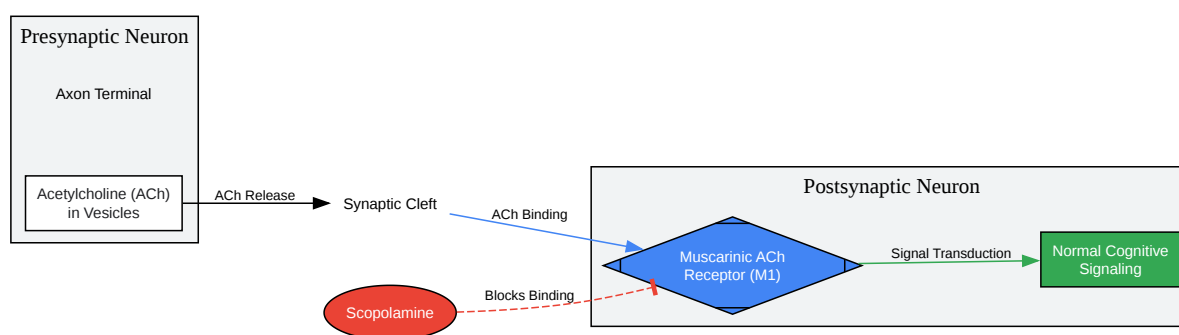 Presynaptic Neuron
Axon Terminal
Acetylcholine (ACh)
in Vesicles
ACh Release
Synaptic Cleft
ACh Binding
Blocks Binding
Scopolamine
Postsynaptic Neuron
Muscarinic ACh
Receptor (M1)
Signal Transduction
Normal Cognitive
Signaling